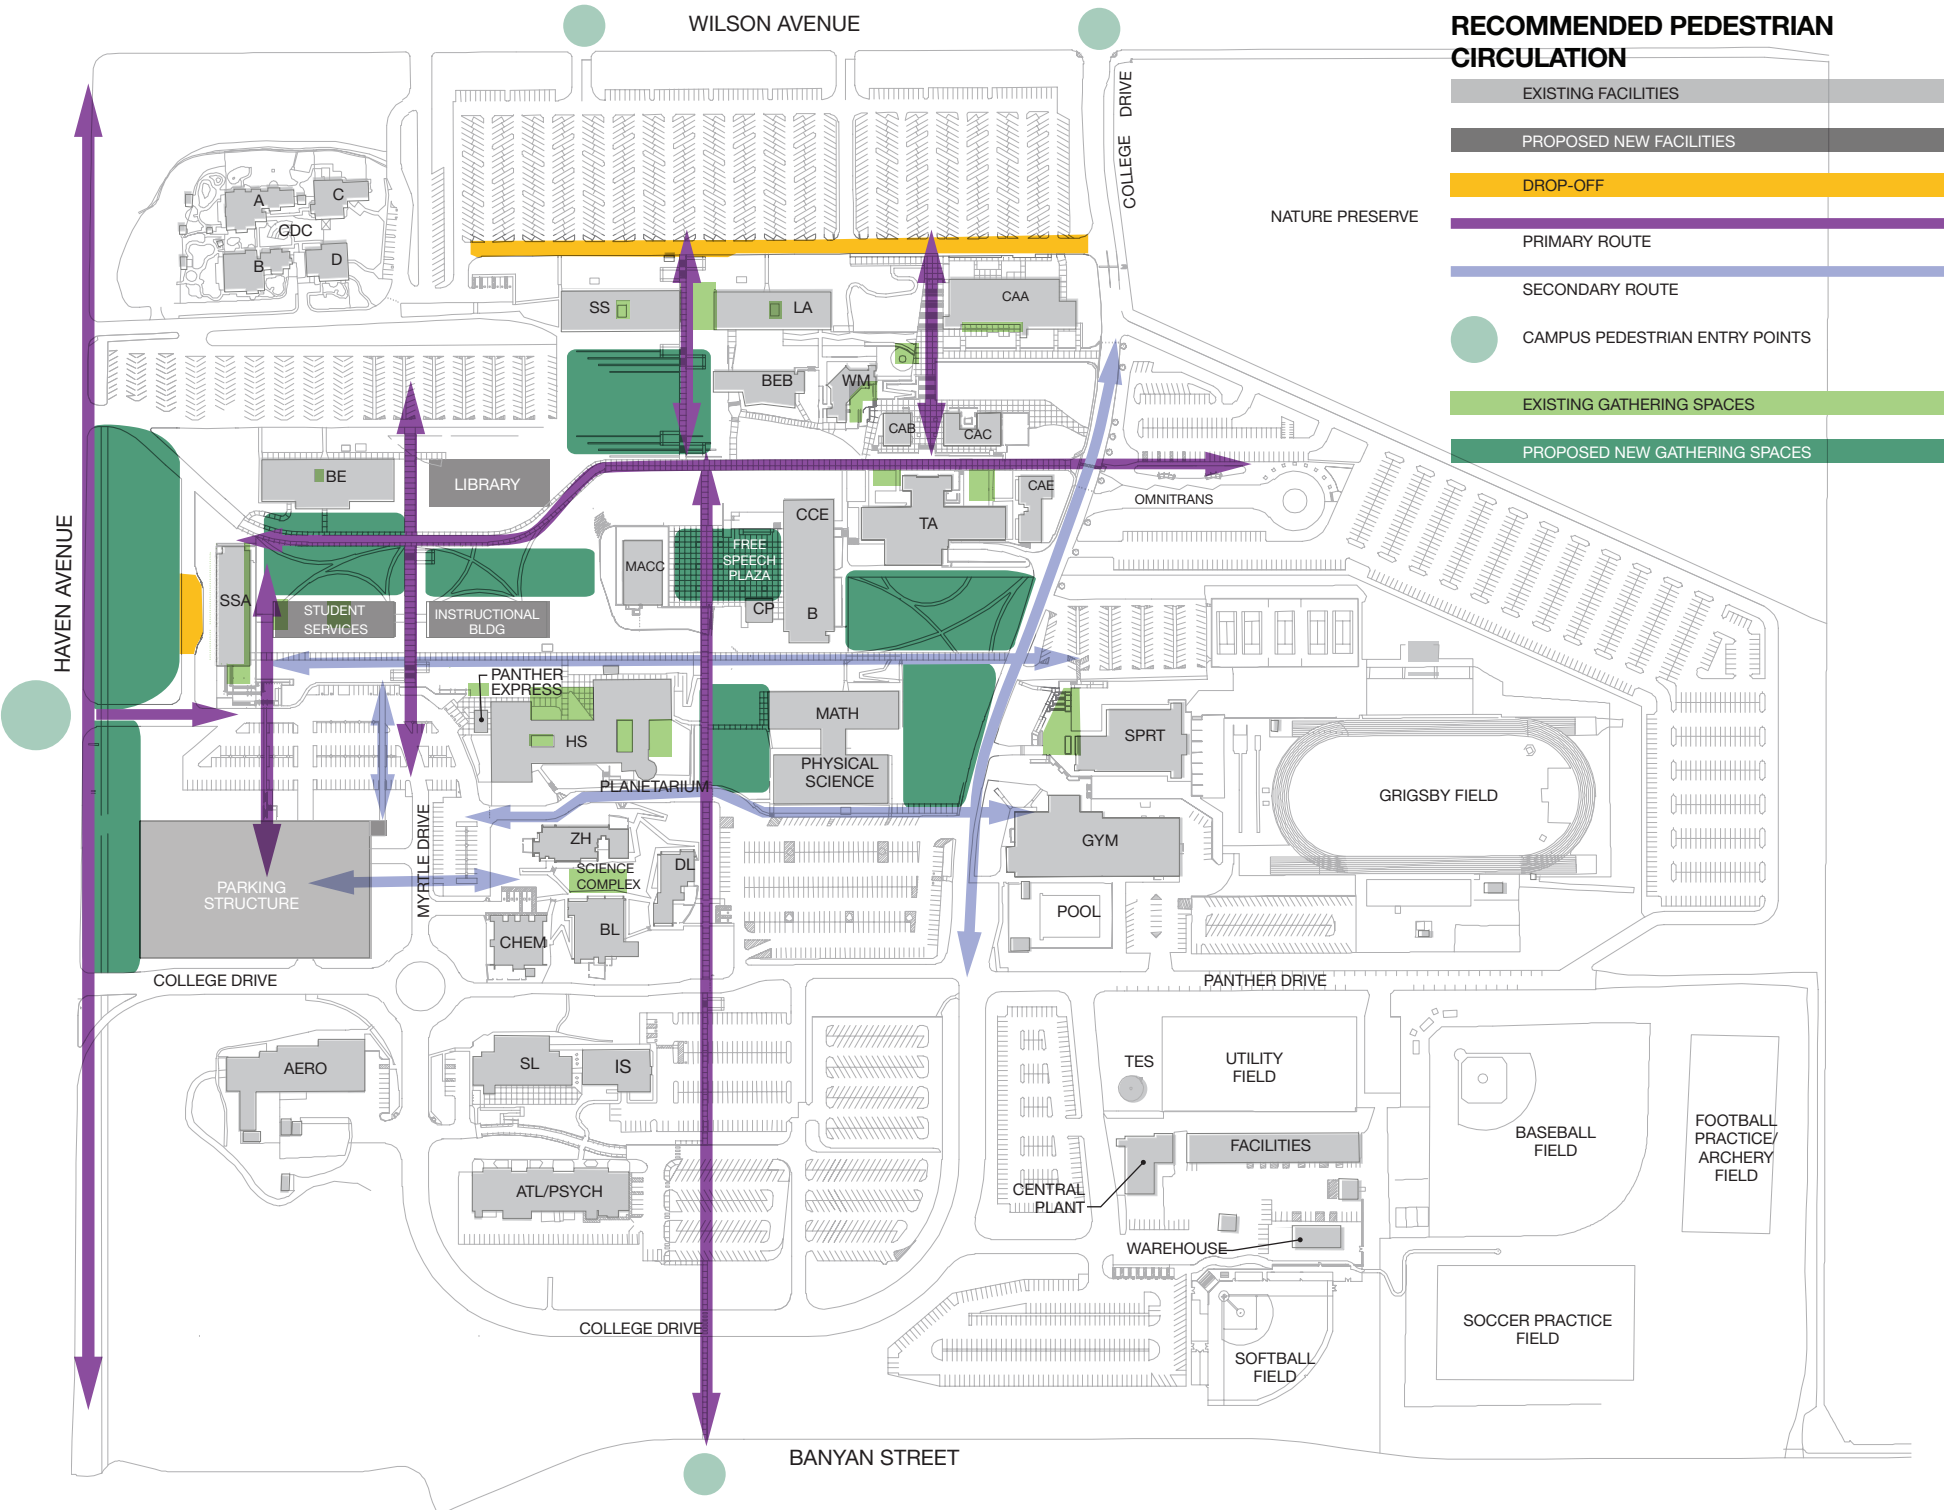 WILSON AVENUE
RECOMMENDED PEDESTRIAN
CIRCULATION
EXISTING FACILITIES
PROPOSED NEW FACILITIES
DROP-OFF
PRIMARY ROUTE
SECONDARY ROUTE
CAMPUS PEDESTRIAN ENTRY POINTS
EXISTING GATHERING SPACES
PROPOSED NEW GATHERING SPACES
COLLEGE DRIVE
NATURE PRESERVE
A
C
CDC
B
D
SS
LA
CAA
BEB
WM
CAB
CAC
BE
LIBRARY
CAE
OMNITRANS
CCE
TA
HAVEN AVENUE
MACC
FREE
SPEECH
PLAZA
SSA
STUDENT
SERVICES
INSTRUCTIONAL
BLDG
CP
B
PANTHER
EXPRESS
MATH
HS
SPRT
PHYSICAL
SCIENCE
PLANETARIUM
GRIGSBY FIELD
MYRTLE DRIVE
ZH
GYM
SCIENCE
COMPLEX
DL
PARKING
STRUCTURE
POOL
BL
CHEM
COLLEGE DRIVE
PANTHER DRIVE
AERO
SL
IS
TES
UTILITY
FIELD
BASEBALL
FIELD
FOOTBALL
PRACTICE/
ARCHERY
FIELD
FACILITIES
ATL/PSYCH
CENTRAL
PLANT
WAREHOUSE
COLLEGE DRIVE
SOCCER PRACTICE
FIELD
SOFTBALL
FIELD
BANYAN STREET